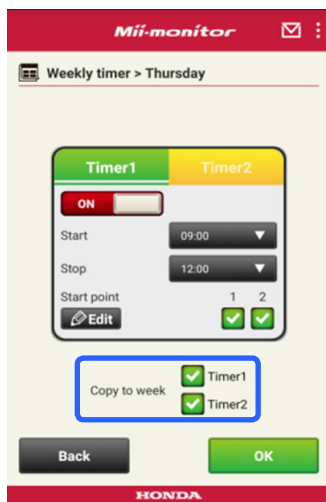 Mii-monitor
Weekly timer > Thursday
Timer1 Timer2
ON
Start 09:00
Stop 12:00
Start point 1 2
Edit
Copy to week
Timer1
Timer2
Back OK
HONDA